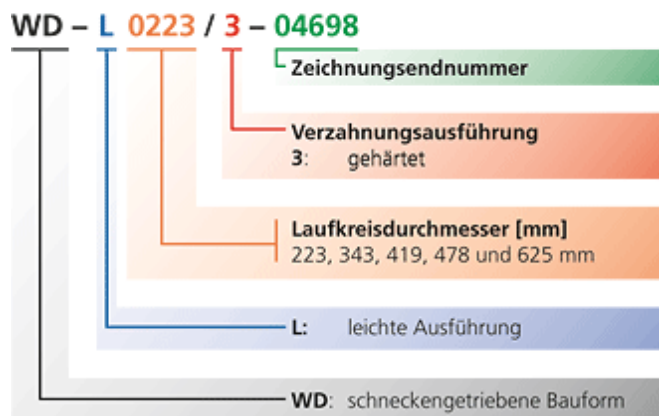 WD – L 0223 / 3 – 04698
Zeichnungsendnummer
Verzahnungsausführung
3: gehärtet
Laufkreisdurchmesser [mm]
223, 343, 419, 478 und 625 mm
L: leichte Ausführung
WD: schneckengetriebene Bauform